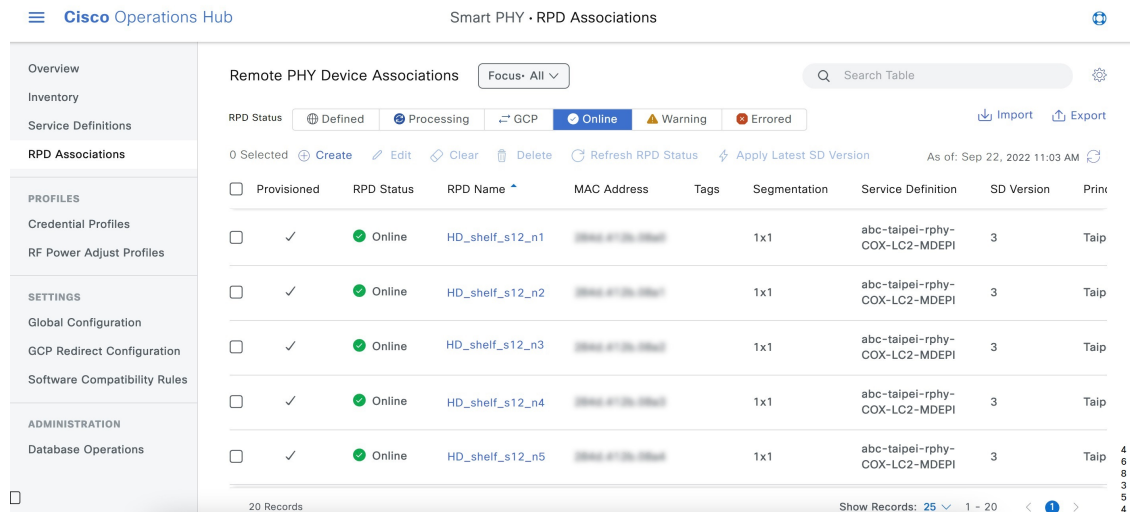 Cisco Operations Hub
Smart PHY · RPD Associations
Overview
Inventory
Service Definitions
RPD Associations
PROFILES
Credential Profiles
RF Power Adjust Profiles
SETTINGS
Global Configuration
GCP Redirect Configuration
Software Compatibility Rules
ADMINISTRATION
Database Operations
Remote PHY Device Associations Focus· All
Search Table
RPD Status Defined Processing GCP Online Warning Errored
Import Export
0 Selected Create Edit Clear Delete Refresh RPD Status Apply Latest SD Version As of: Sep 22, 2022 11:03 AM
Provisioned RPD Status RPD Name MAC Address Tags Segmentation Service Definition SD Version Princ
Online HD_shelf_s12_n1 1x1 abc-taipei-rphy-COX-LC2-MDEPI 3 Taip
Online HD_shelf_s12_n2 1x1 abc-taipei-rphy-COX-LC2-MDEPI 3 Taip
Online HD_shelf_s12_n3 1x1 abc-taipei-rphy-COX-LC2-MDEPI 3 Taip
Online HD_shelf_s12_n4 1x1 abc-taipei-rphy-COX-LC2-MDEPI 3 Taip
Online HD_shelf_s12_n5 1x1 abc-taipei-rphy-COX-LC2-MDEPI 3 Taip
20 Records Show Records: 25 1 - 20 1
468354